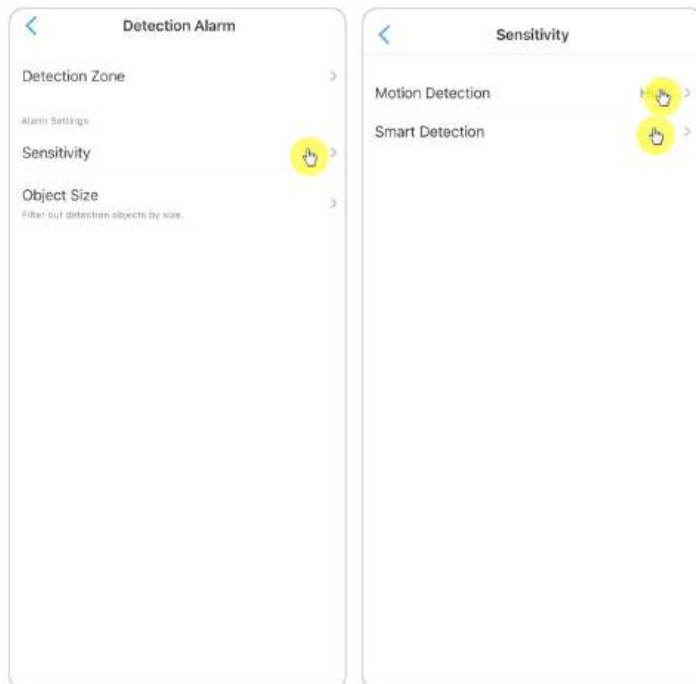 Detection Alarm
Detection Zone
Alarm Settings
Sensitivity
Object Size
Filter out detection objects by size.
Sensitivity
Motion Detection
Smart Detection